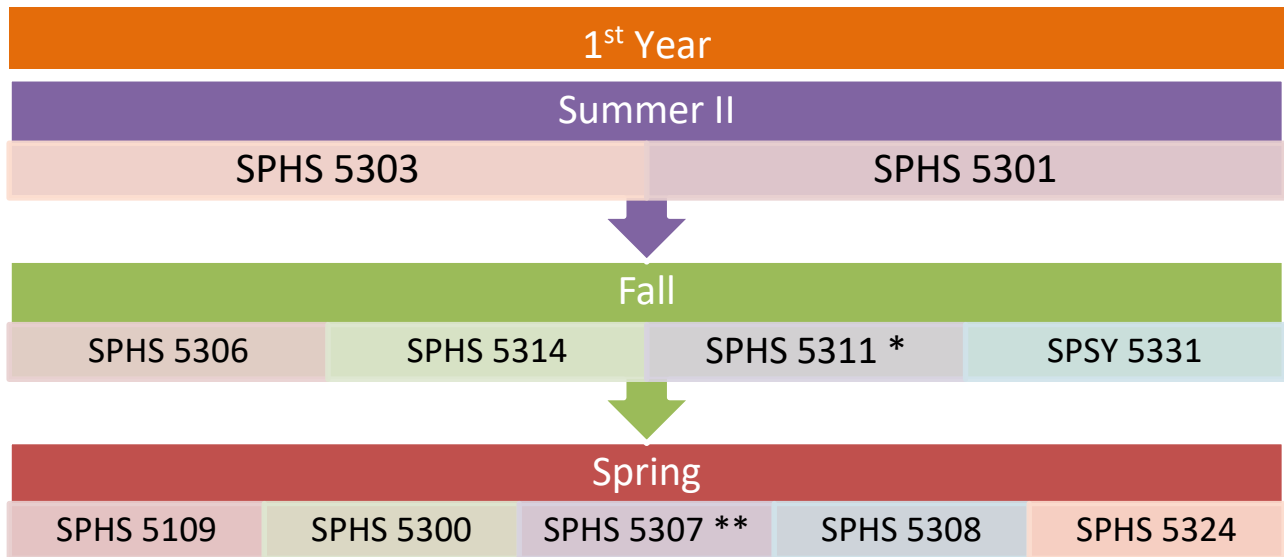 1st Year
Summer II
SPHS 5303 SPHS 5301
Fall
SPHS 5306 SPHS 5314 SPHS 5311 * SPSY 5331
Spring
SPHS 5109 SPHS 5300 SPHS 5307 ** SPHS 5308 SPHS 5324